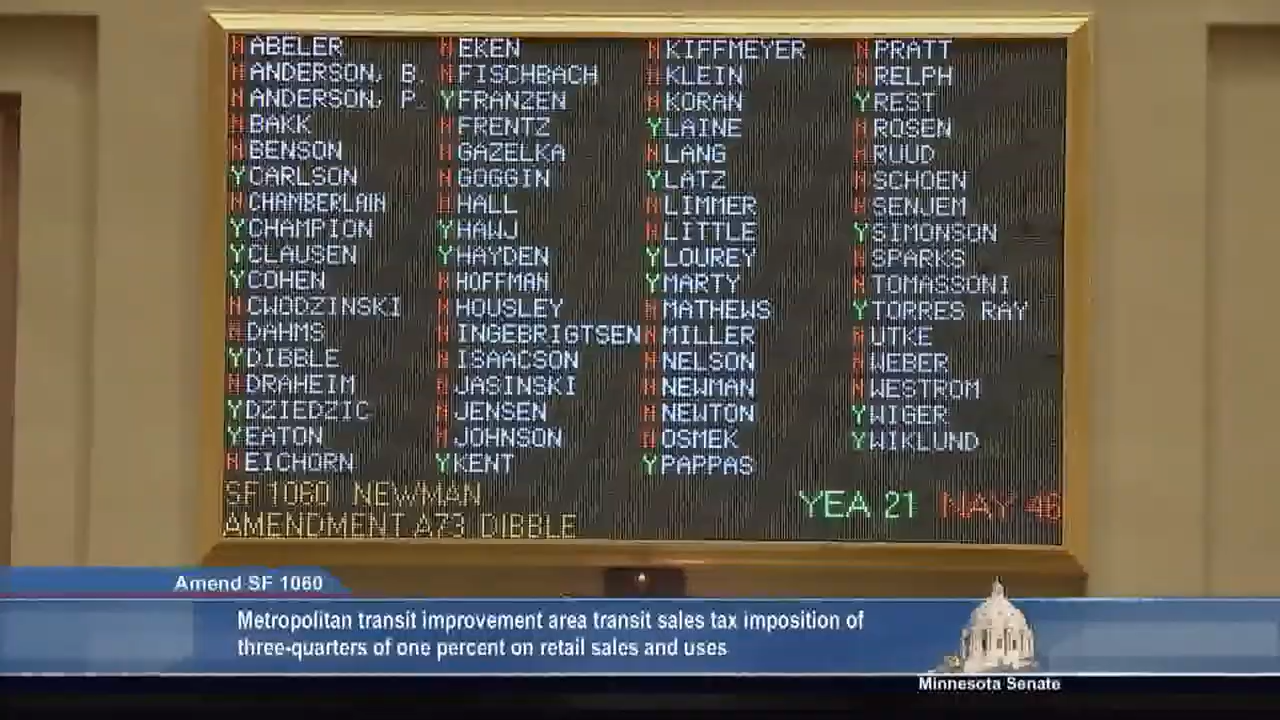 N ABELER N EKEN N KIFFMEYER N PRATT
N ANDERSON, B. N FISCHBACH N KLEIN N RELPH
N ANDERSON, P. Y FRANZEN N KORAN Y REST
N BAKK N FRENTZ Y LAINE N ROSEN
N BENSON N GAZELKA N LANG N RUUD
Y CARLSON N GOGGIN Y LATZ N SCHOEN
N CHAMBERLAIN N HALL N LIMMER N SENJEM
Y CHAMPION Y HAWJ N LITTLE Y SIMONSON
Y CLAUSEN Y HAYDEN Y LOUREY N SPARKS
Y COHEN N HOFFMAN Y MARTY N TOMASSONI
N CWODZINSKI N HOUSLEY N MATHEWS Y TORRES RAY
N DAHMS N INGEBRIGTSEN N MILLER N UTKE
Y DIBBLE N ISAACSON N NELSON N WEBER
N DRAHEIM N JASINSKI N NEWMAN N WESTROM
Y DZIEDZIC N JENSEN N NEWTON Y WIGER
Y EATON N JOHNSON N OSMEK Y WIKLUND
N EICHORN Y KENT Y PAPPAS
SF 1060 NEWMAN
AMENDMENT A73 DIBBLE
YEA 21 NAY 46
Amend SF 1060
Metropolitan transit improvement area transit sales tax imposition of
three-quarters of one percent on retail sales and uses
Minnesota Senate